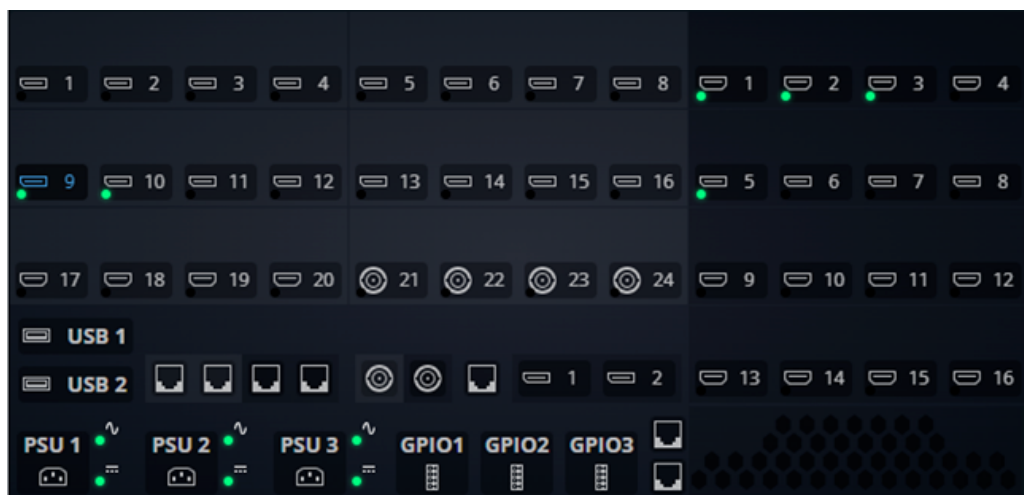 1 2 3 4 5 6 7 8 1 2 3 4
9 10 11 12 13 14 15 16 5 6 7 8
17 18 19 20 21 22 23 24 9 10 11 12
USB 1
USB 2 1 2 13 14 15 16
PSU 1 PSU 2 PSU 3 GPIO1 GPIO2 GPIO3